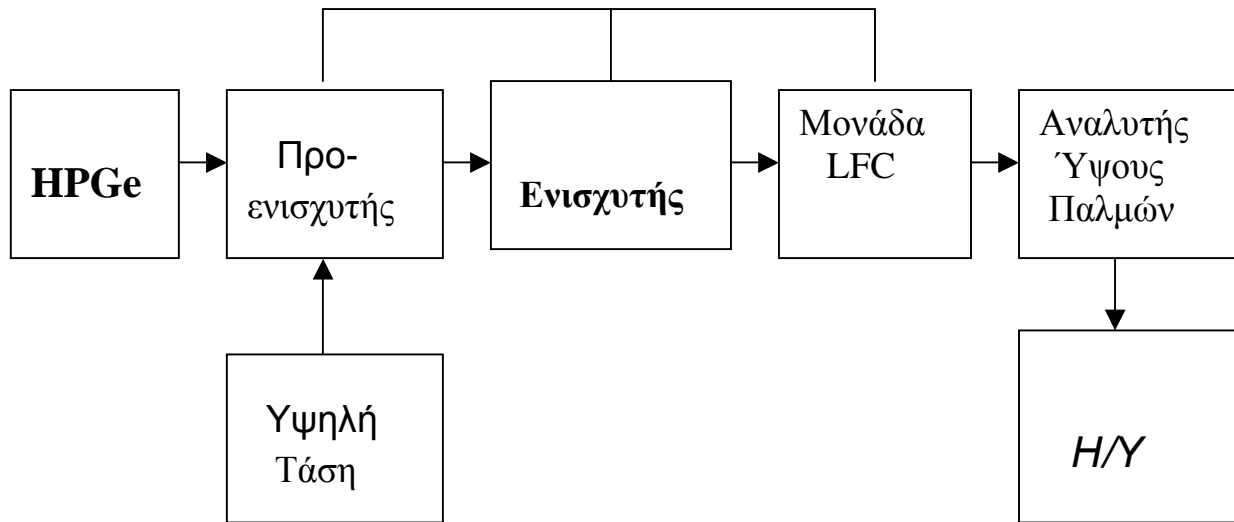 HPGe
Προ-
ενισχυτής
Ενισχυτής
Μονάδα
LFC
Αναλυτής
Ύψους
Παλμών
Υψηλή
Τάση
Η/Υ